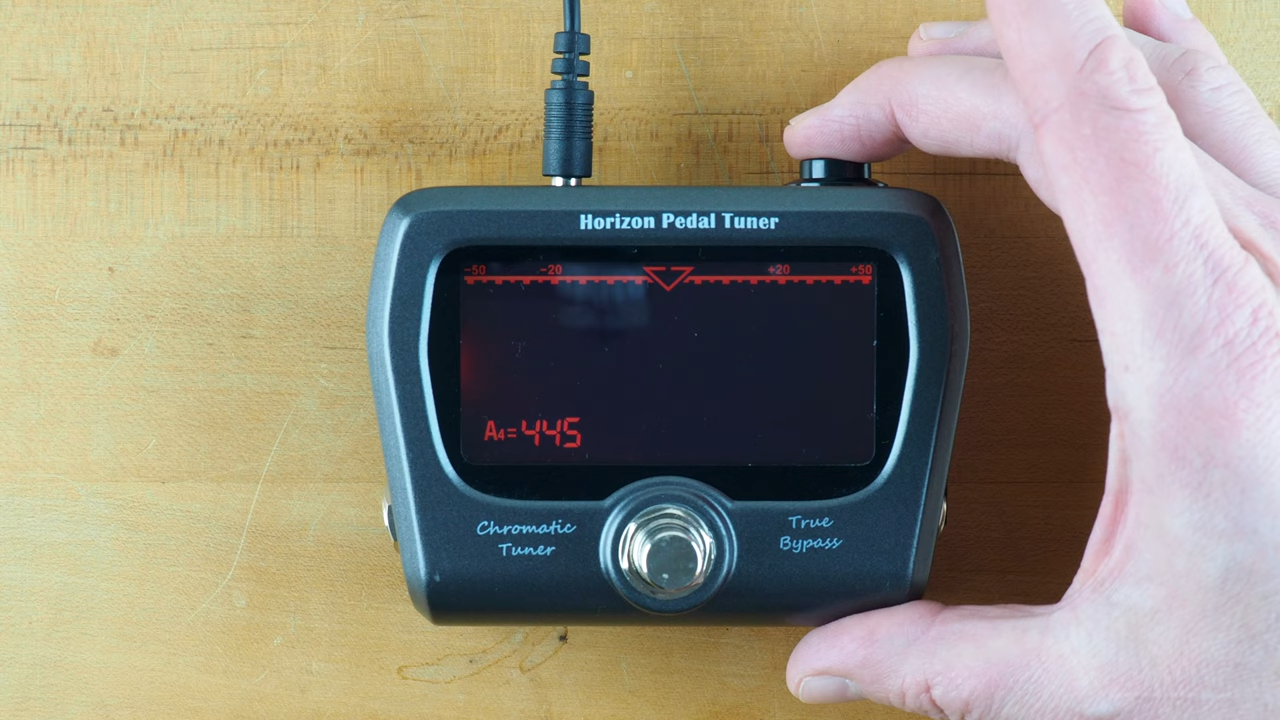 Horizon Pedal Tuner
-50 -20 +20 +50
A4=445
Chromatic
Tuner
True
Bypass